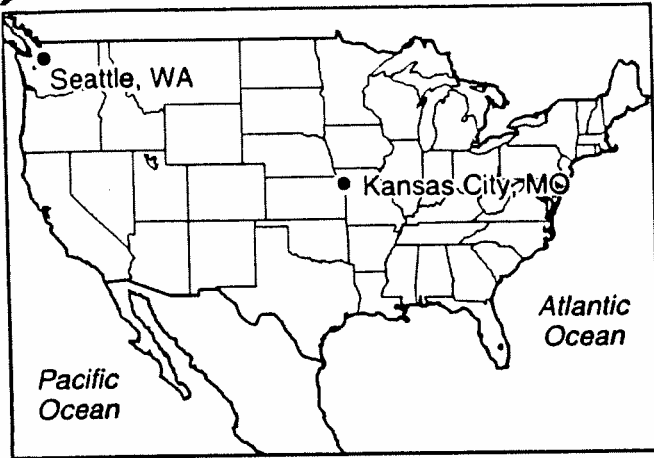 Seattle, WA
Kansas City, MO
Atlantic
Ocean
Pacific
Ocean